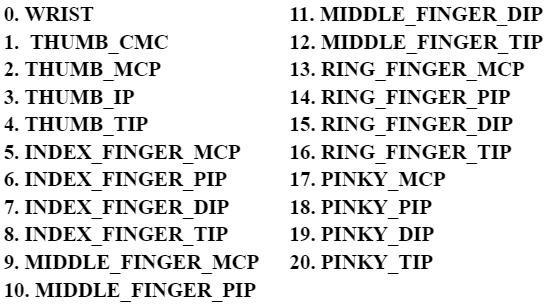 0. WRIST
1. THUMB_CMC
2. THUMB_MCP
3. THUMB_IP
4. THUMB_TIP
5. INDEX_FINGER_MCP
6. INDEX_FINGER_PIP
7. INDEX_FINGER_DIP
8. INDEX_FINGER_TIP
9. MIDDLE_FINGER_MCP
10. MIDDLE_FINGER_PIP
11. MIDDLE_FINGER_DIP
12. MIDDLE_FINGER_TIP
13. RING_FINGER_MCP
14. RING_FINGER_PIP
15. RING_FINGER_DIP
16. RING_FINGER_TIP
17. PINKY_MCP
18. PINKY_PIP
19. PINKY_DIP
20. PINKY_TIP